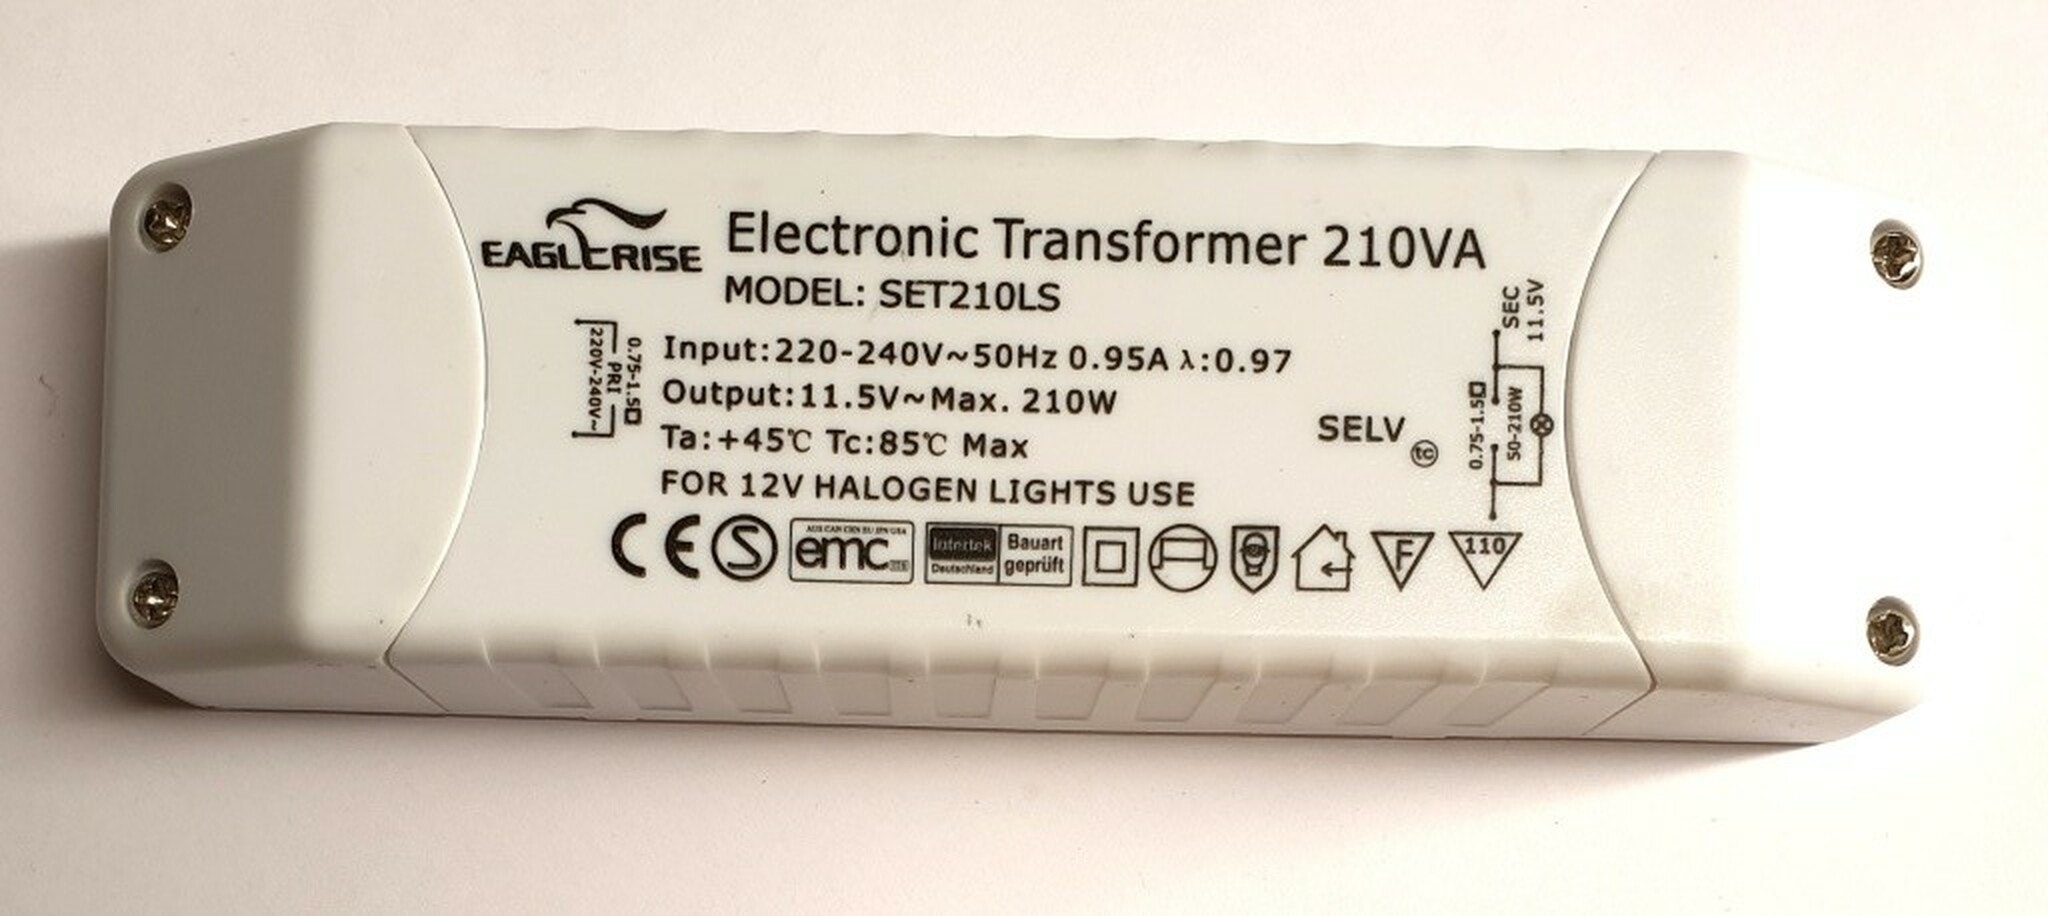 EAGLERISE
Electronic Transformer 210VA
MODEL: SET210LS
0.75-1.5
PRI
220V-240V~
Input:220-240V~50Hz 0.95A λ:0.97
Output:11.5V~Max. 210W
Ta:+45℃ Tc:85℃ Max
FOR 12V HALOGEN LIGHTS USE
SELV
tc
SEC
11.5V
0.75-1.5
50-210W
CE
S
emc
Intertek
Deutschland
Bauart
geprüft
F
110